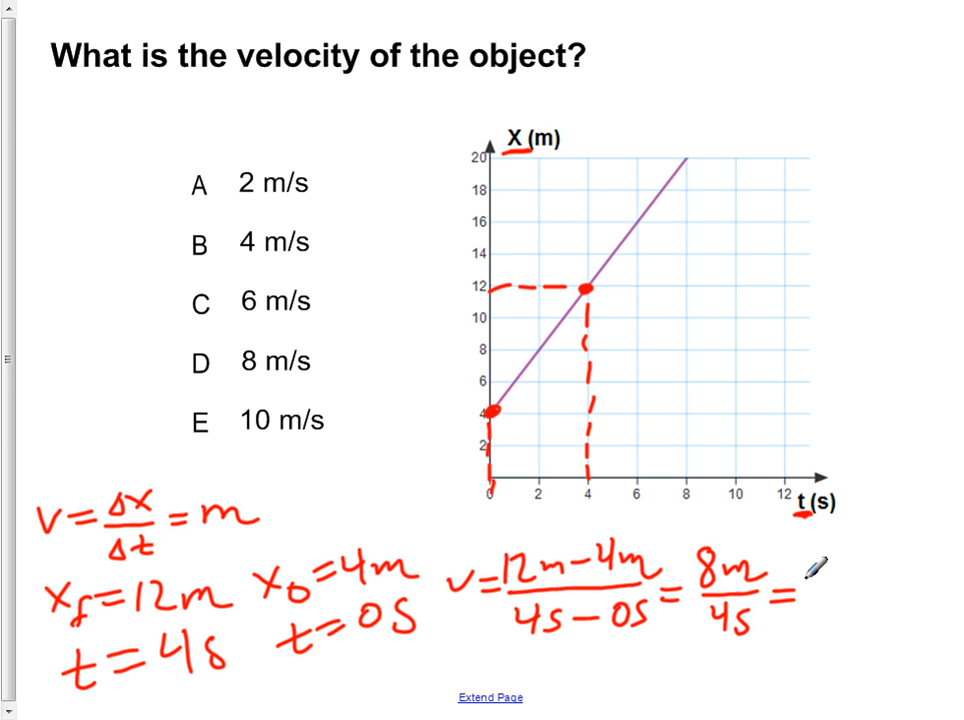 What is the velocity of the object?
X (m)
A 2 m/s
B 4 m/s
C 6 m/s
D 8 m/s
E 10 m/s
20
18
16
14
12
10
8
6
4
2
0 2 4 6 8 10 12
t (s)
v = Δx/Δt = m
x_f = 12m x_0 = 4m v = 12m − 4m / 4s − 0s = 8m/4s =
t = 4s t = 0s
Extend Page